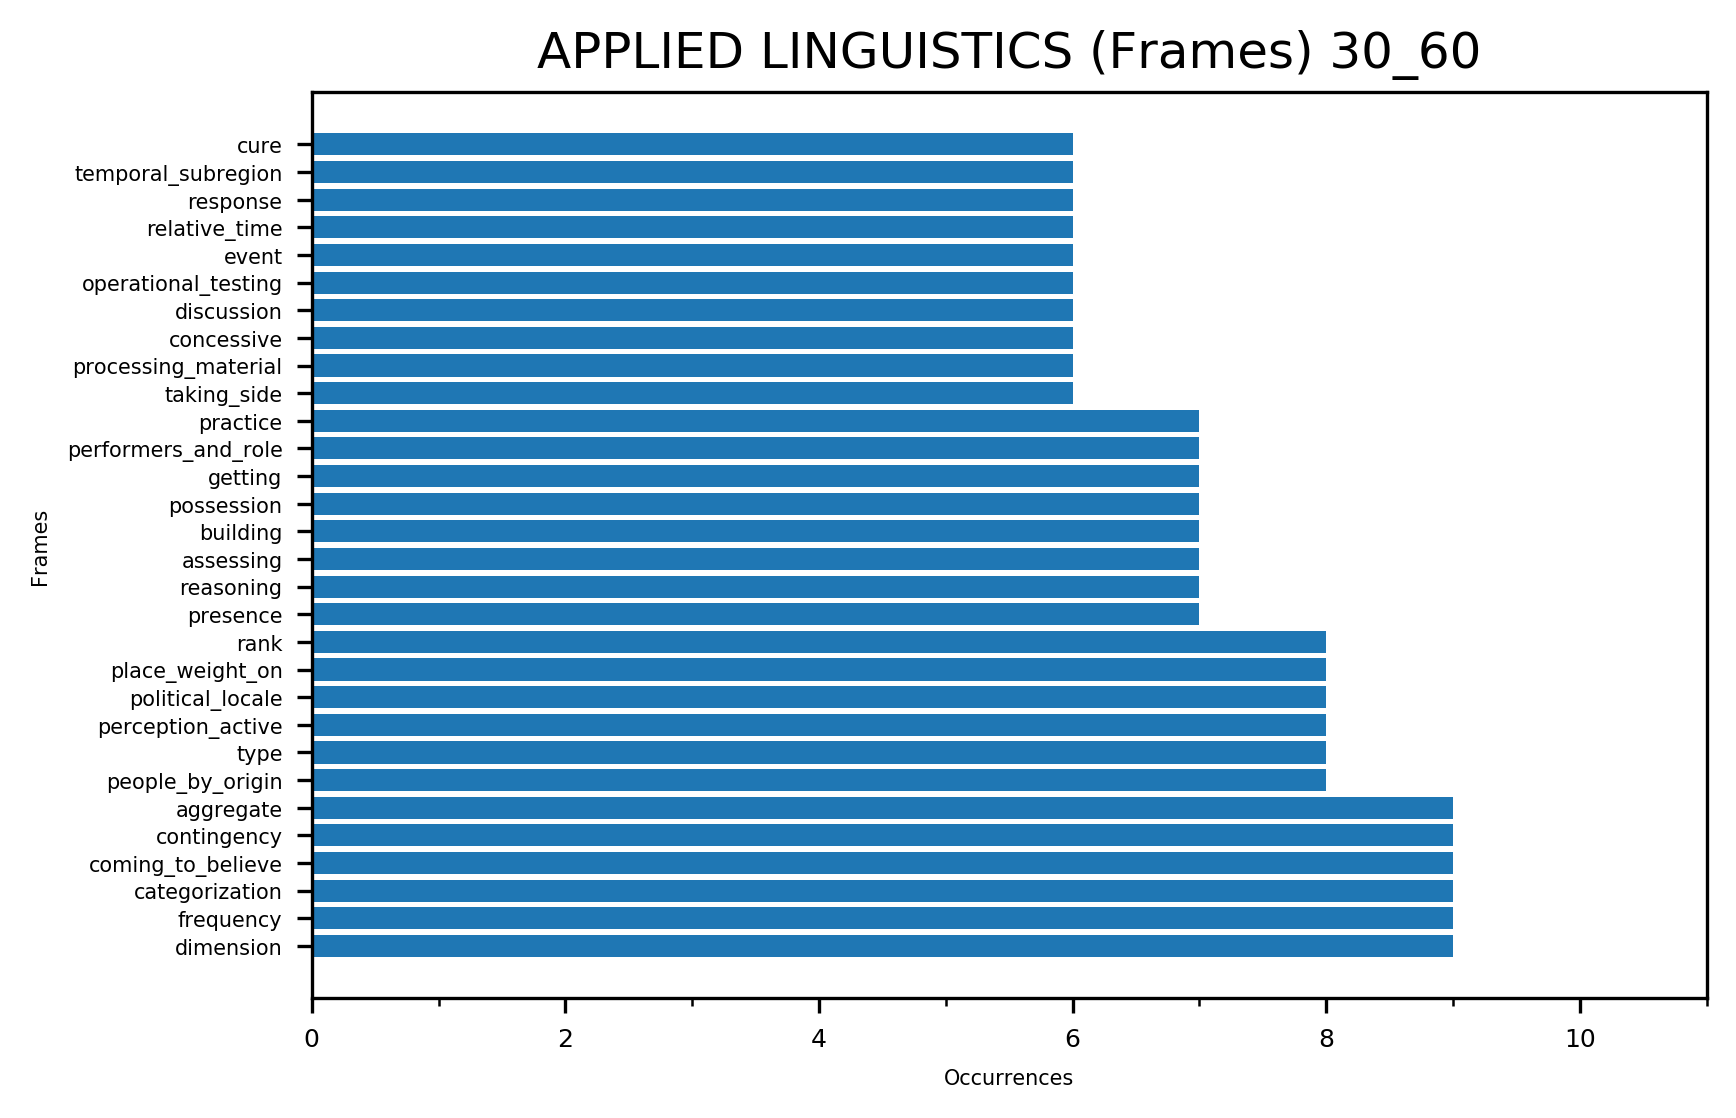 APPLIED LINGUISTICS (Frames) 30_60
cure
temporal_subregion
response
relative_time
event
operational_testing
discussion
concessive
processing_material
taking_side
practice
performers_and_role
getting
possession
building
assessing
reasoning
presence
rank
place_weight_on
political_locale
perception_active
type
people_by_origin
aggregate
contingency
coming_to_believe
categorization
frequency
dimension
Frames
0 2 4 6 8 10
Occurrences